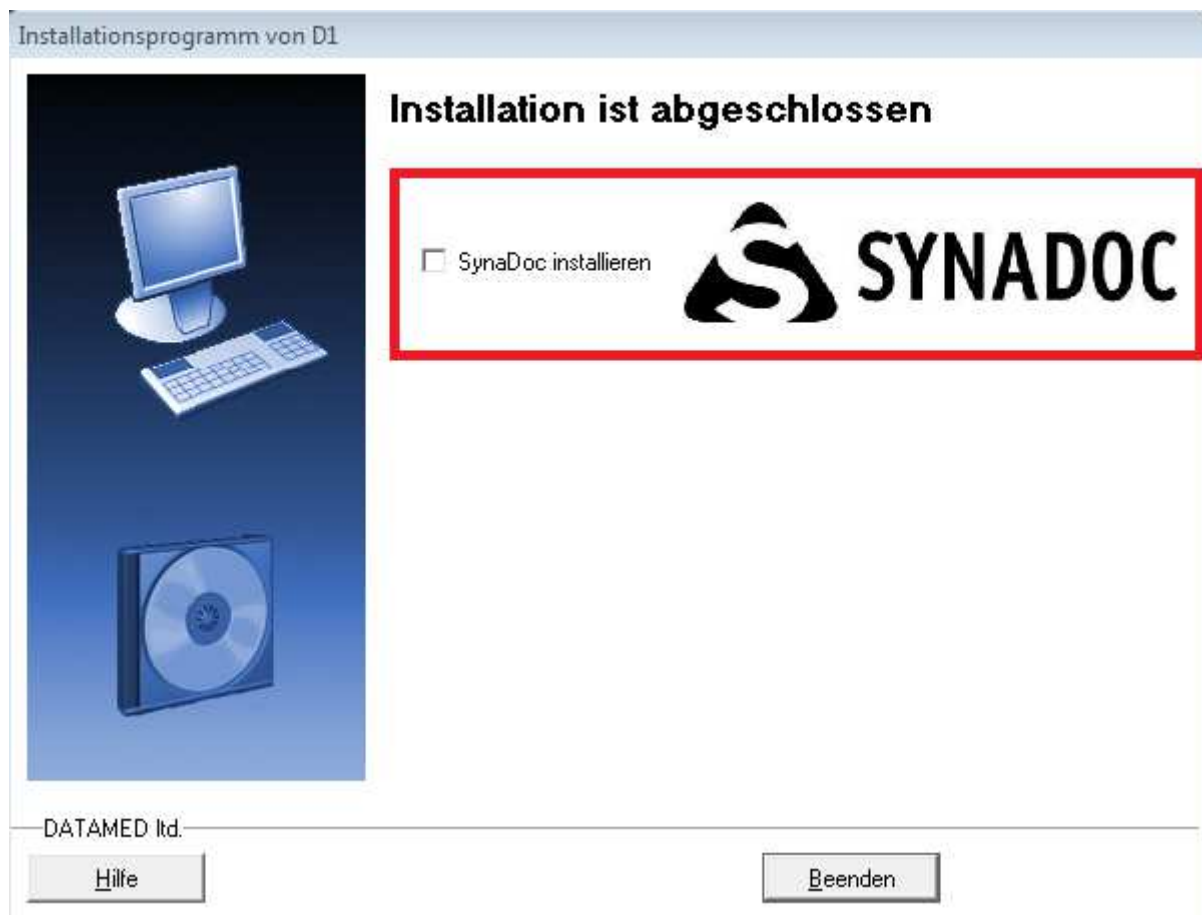 Installationsprogramm von D1
Installation ist abgeschlossen
SynaDoc installieren
SYNADOC
DATAMED ltd.
Hilfe
Beenden